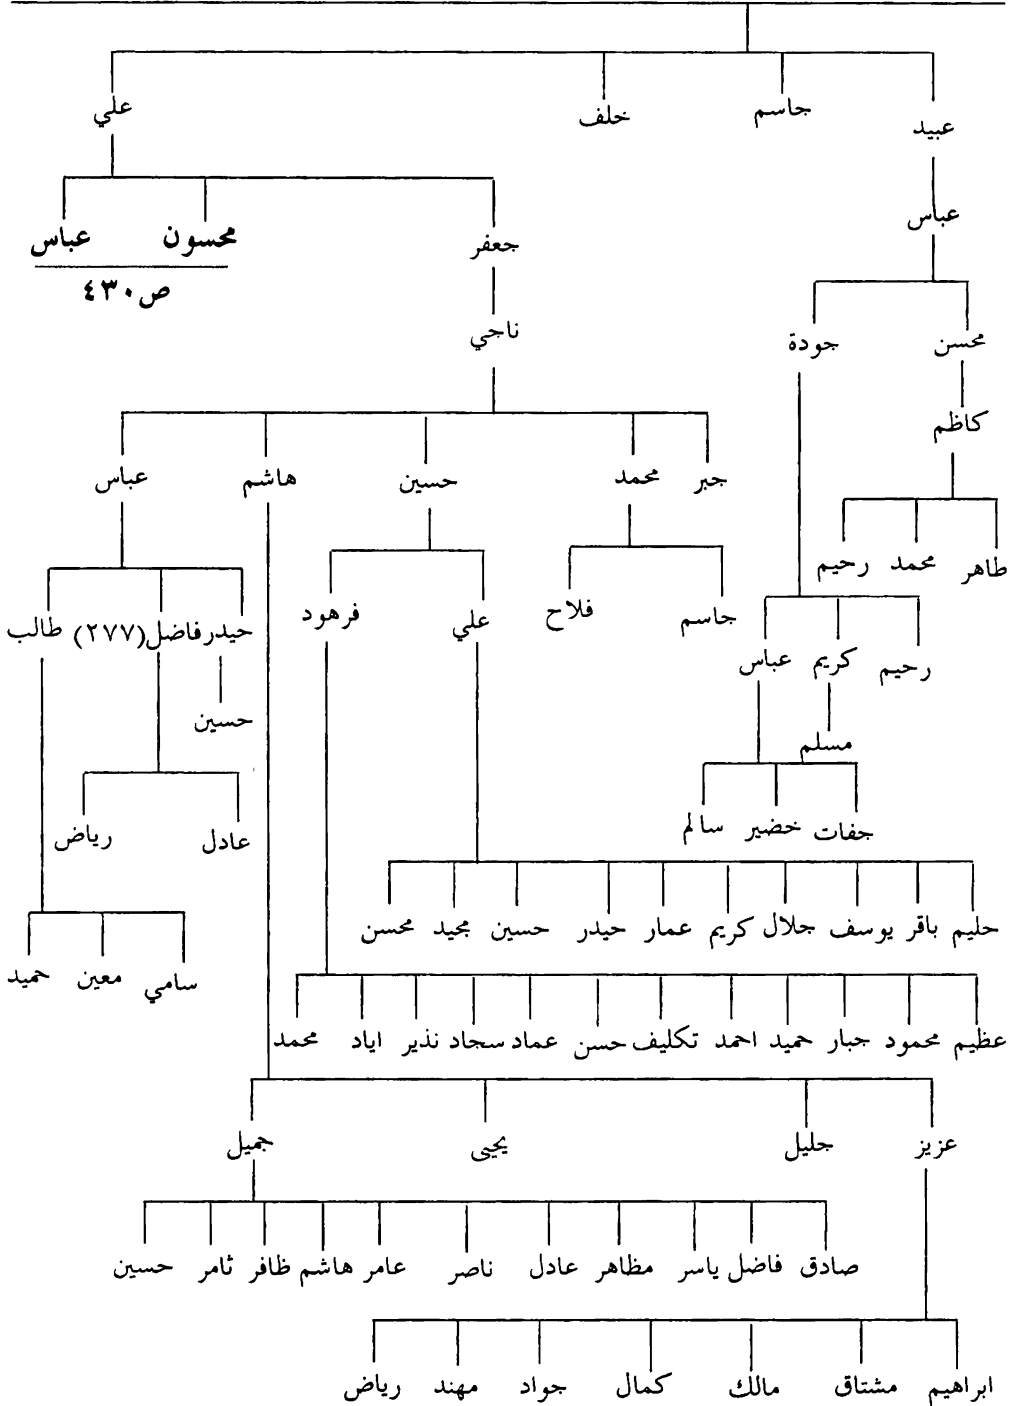 عبيد جاسم خلف علي
عباس
جعفر محسون عباس
ص٤٣٠
ناجي
محسن جودة
كاظم
جبر محمد حسين هاشم عباس
طاهر محمد رحيم
جاسم فلاح علي فرهود
حيدر فاضل (٢٧٧) طالب
رحيم كريم عباس
حسين
مسلم
جفات خضير سالم
عادل رياض
حليم باقر يوسف جلال كريم عمار حيدر حسين مجيد محسن
سامي معين حميد
عظيم محمود جبار حميد احمد تكليف حسن عماد سجاد نذير اياد محمد
عزيز جليل يحيى جميل
صادق فاضل ياسر مظاهر عادل ناصر عامر هاشم ظافر ثامر حسين
ابراهيم مشتاق مالك كمال جواد مهند رياض